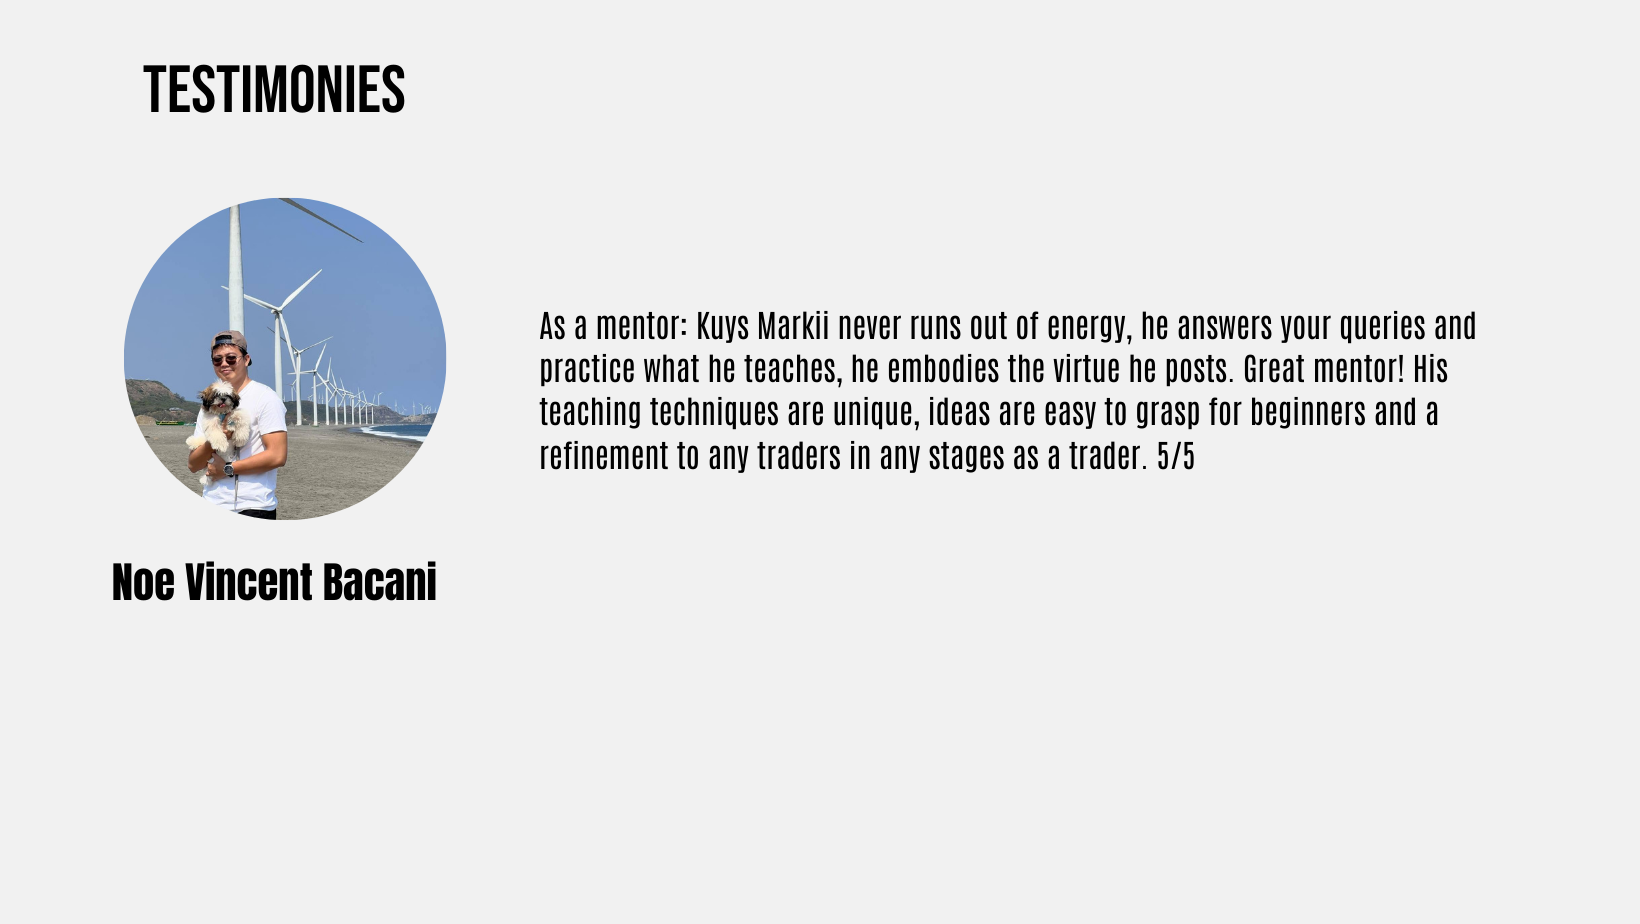 TESTIMONIES
As a mentor: Kuys Markii never runs out of energy, he answers your queries and
practice what he teaches, he embodies the virtue he posts. Great mentor! His
teaching techniques are unique, ideas are easy to grasp for beginners and a
refinement to any traders in any stages as a trader. 5/5
Noe Vincent Bacani